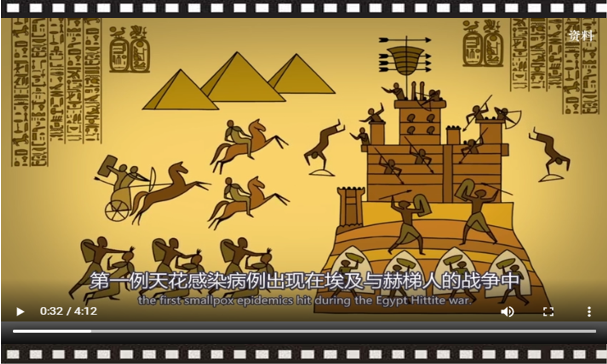 资料
第一例天花感染病例出现在埃及与赫梯人的战争中
the first smallpox epidemics hit during the Egypt Hittite war
0:32 / 4:12